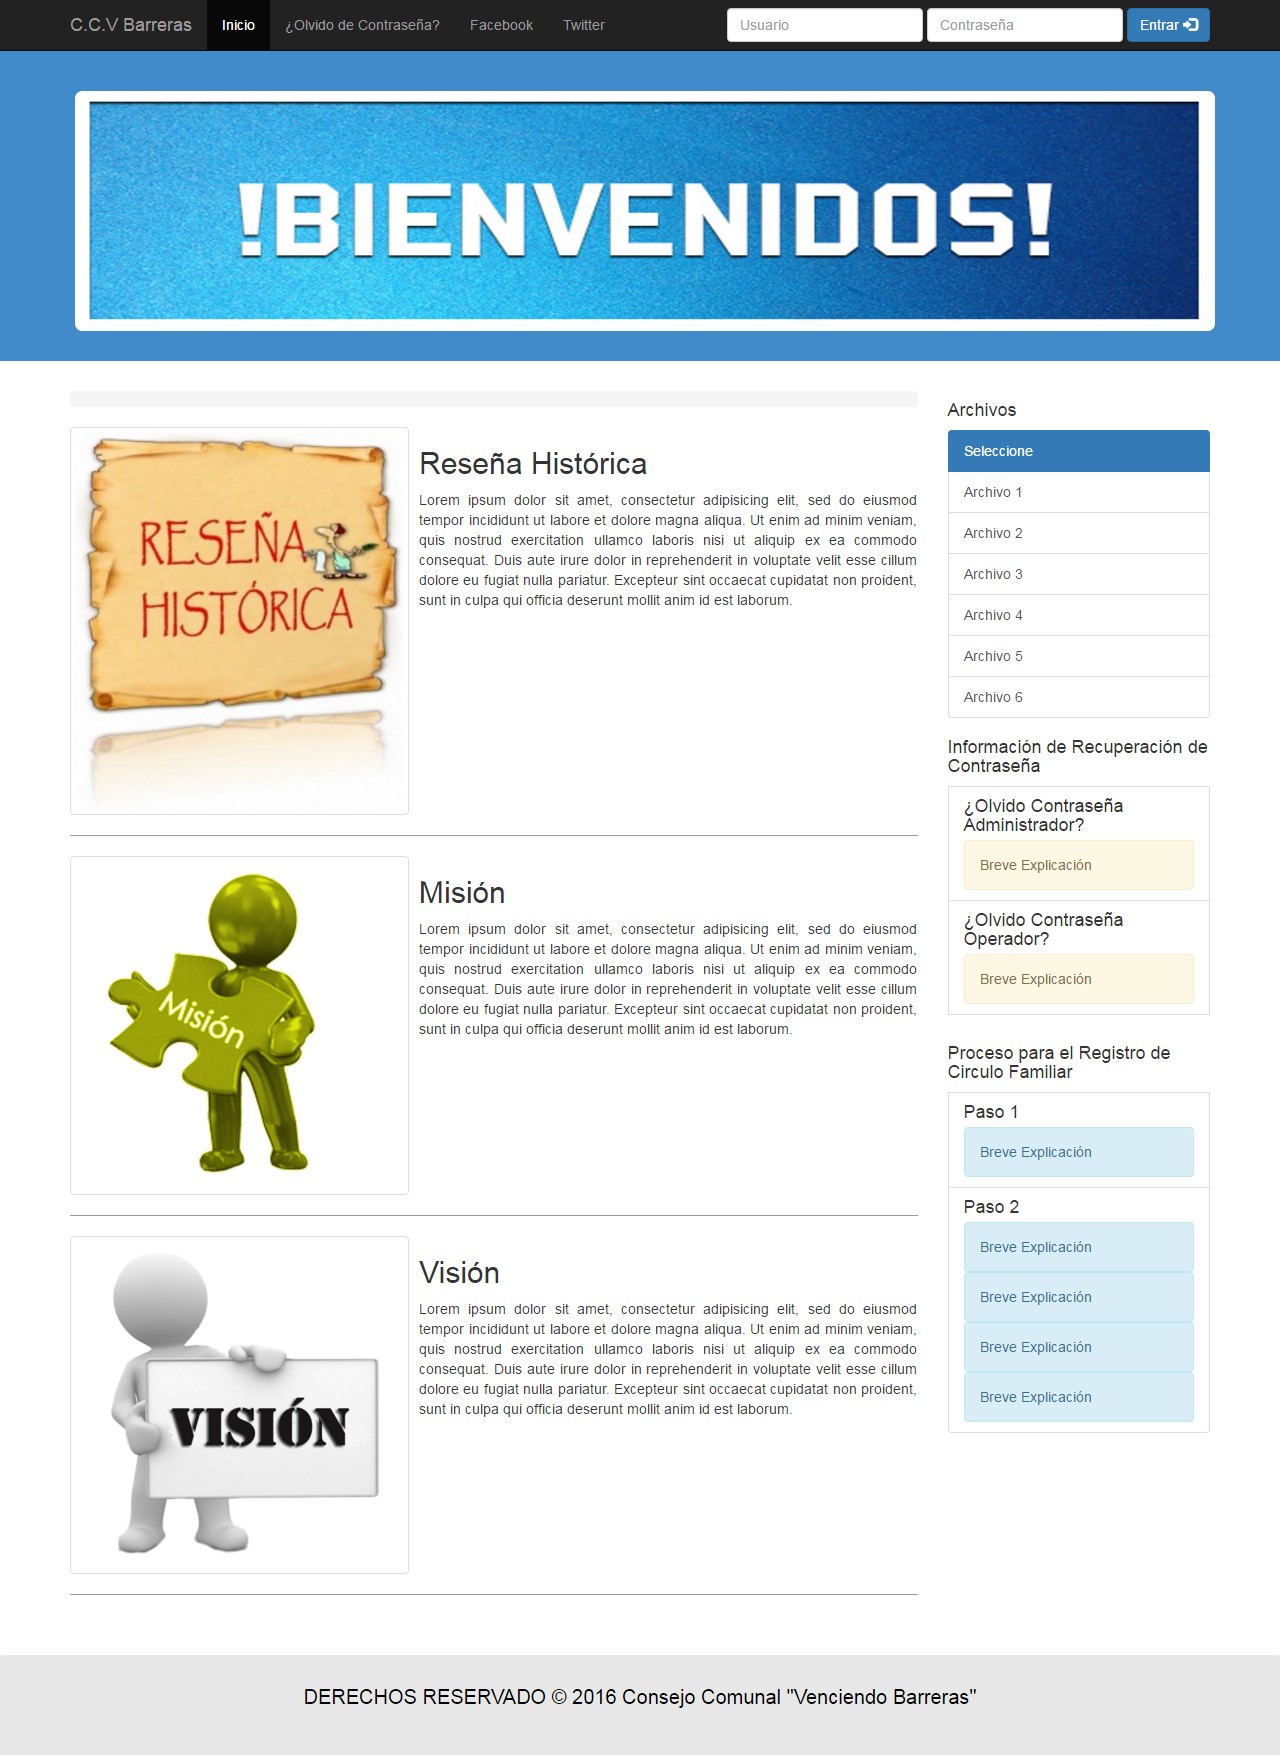 C.C.V Barreras
Inicio
¿Olvido de Contraseña?
Facebook
Twitter
Usuario
Contraseña
Entrar
!BIENVENIDOS!
RESEÑA
HISTÓRICA
Reseña Histórica
Lorem ipsum dolor sit amet, consectetur adipisicing elit, sed do eiusmod
tempor incididunt ut labore et dolore magna aliqua. Ut enim ad minim veniam,
quis nostrud exercitation ullamco laboris nisi ut aliquip ex ea commodo
consequat. Duis aute irure dolor in reprehenderit in voluptate velit esse cillum
dolore eu fugiat nulla pariatur. Excepteur sint occaecat cupidatat non proident,
sunt in culpa qui officia deserunt mollit anim id est laborum.
Misión
Misión
Lorem ipsum dolor sit amet, consectetur adipisicing elit, sed do eiusmod
tempor incididunt ut labore et dolore magna aliqua. Ut enim ad minim veniam,
quis nostrud exercitation ullamco laboris nisi ut aliquip ex ea commodo
consequat. Duis aute irure dolor in reprehenderit in voluptate velit esse cillum
dolore eu fugiat nulla pariatur. Excepteur sint occaecat cupidatat non proident,
sunt in culpa qui officia deserunt mollit anim id est laborum.
VISIÓN
Visión
Lorem ipsum dolor sit amet, consectetur adipisicing elit, sed do eiusmod
tempor incididunt ut labore et dolore magna aliqua. Ut enim ad minim veniam,
quis nostrud exercitation ullamco laboris nisi ut aliquip ex ea commodo
consequat. Duis aute irure dolor in reprehenderit in voluptate velit esse cillum
dolore eu fugiat nulla pariatur. Excepteur sint occaecat cupidatat non proident,
sunt in culpa qui officia deserunt mollit anim id est laborum.
Archivos
Seleccione
Archivo 1
Archivo 2
Archivo 3
Archivo 4
Archivo 5
Archivo 6
Información de Recuperación de
Contraseña
¿Olvido Contraseña
Administrador?
Breve Explicación
¿Olvido Contraseña
Operador?
Breve Explicación
Proceso para el Registro de
Circulo Familiar
Paso 1
Breve Explicación
Paso 2
Breve Explicación
Breve Explicación
Breve Explicación
Breve Explicación
DERECHOS RESERVADO © 2016 Consejo Comunal "Venciendo Barreras"